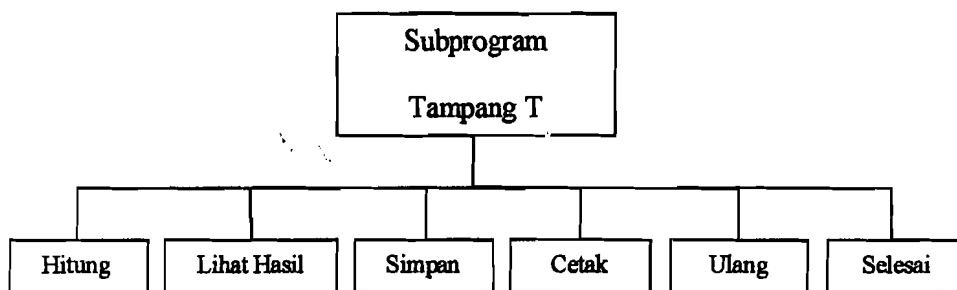 Subprogram
Tampang T
Hitung
Lihat Hasil
Simpan
Cetak
Ulang
Selesai